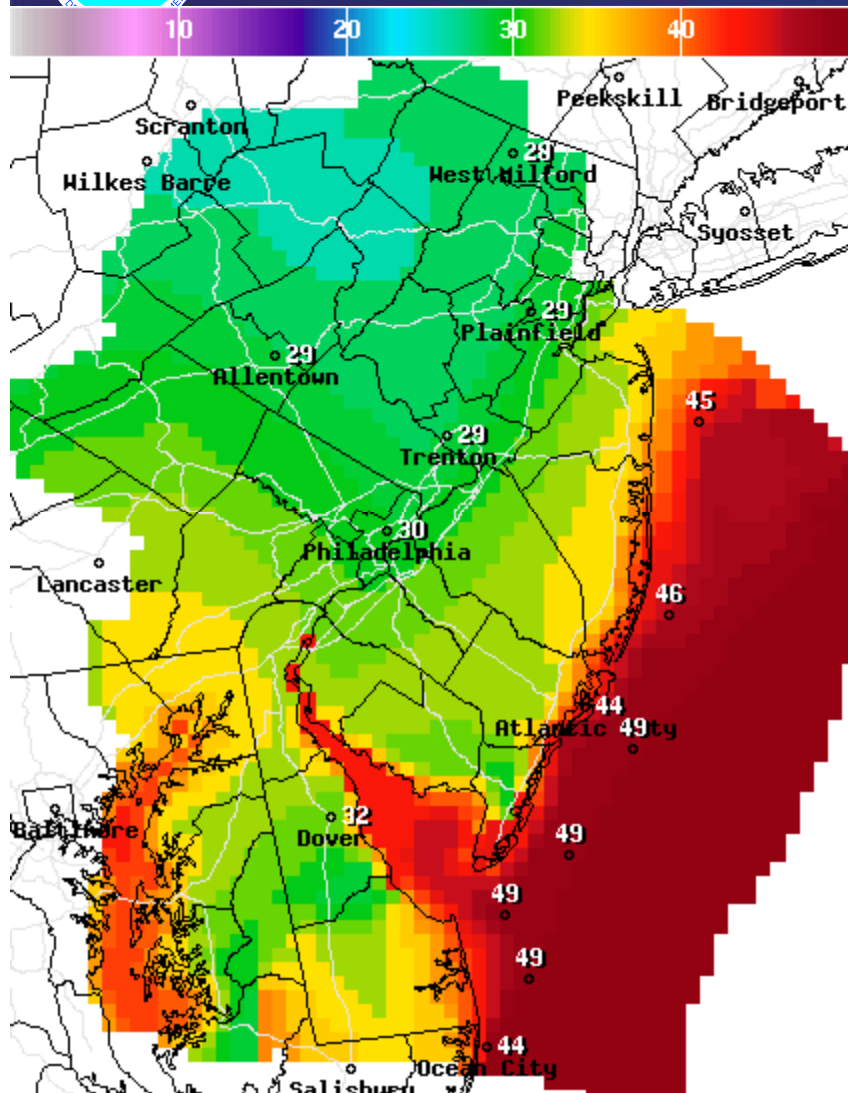 10 20 30 40
Peekskill
Bridgeport
Scranton
29
West Milford
Wilkes Barre
Syosset
29
Plainfield
29
Allentown
45
29
Trenton
30
Philadelphia
Lancaster
46
44
Atlantic City
49
32
Baltimore
Dover
49
49
49
44
Ocean City
Salisbury